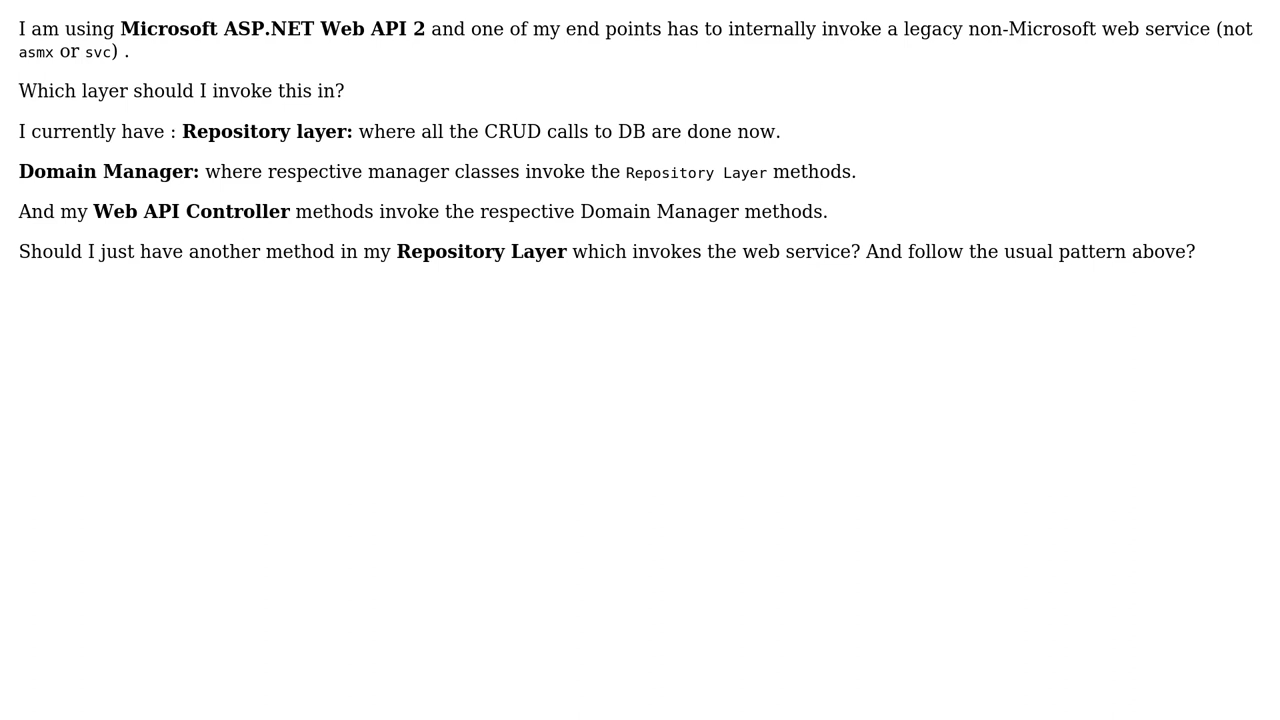 I am using Microsoft ASP.NET Web API 2 and one of my end points has to internally invoke a legacy non-Microsoft web service (not
asmx or svc) .
Which layer should I invoke this in?
I currently have : Repository layer: where all the CRUD calls to DB are done now.
Domain Manager: where respective manager classes invoke the Repository Layer methods.
And my Web API Controller methods invoke the respective Domain Manager methods.
Should I just have another method in my Repository Layer which invokes the web service? And follow the usual pattern above?